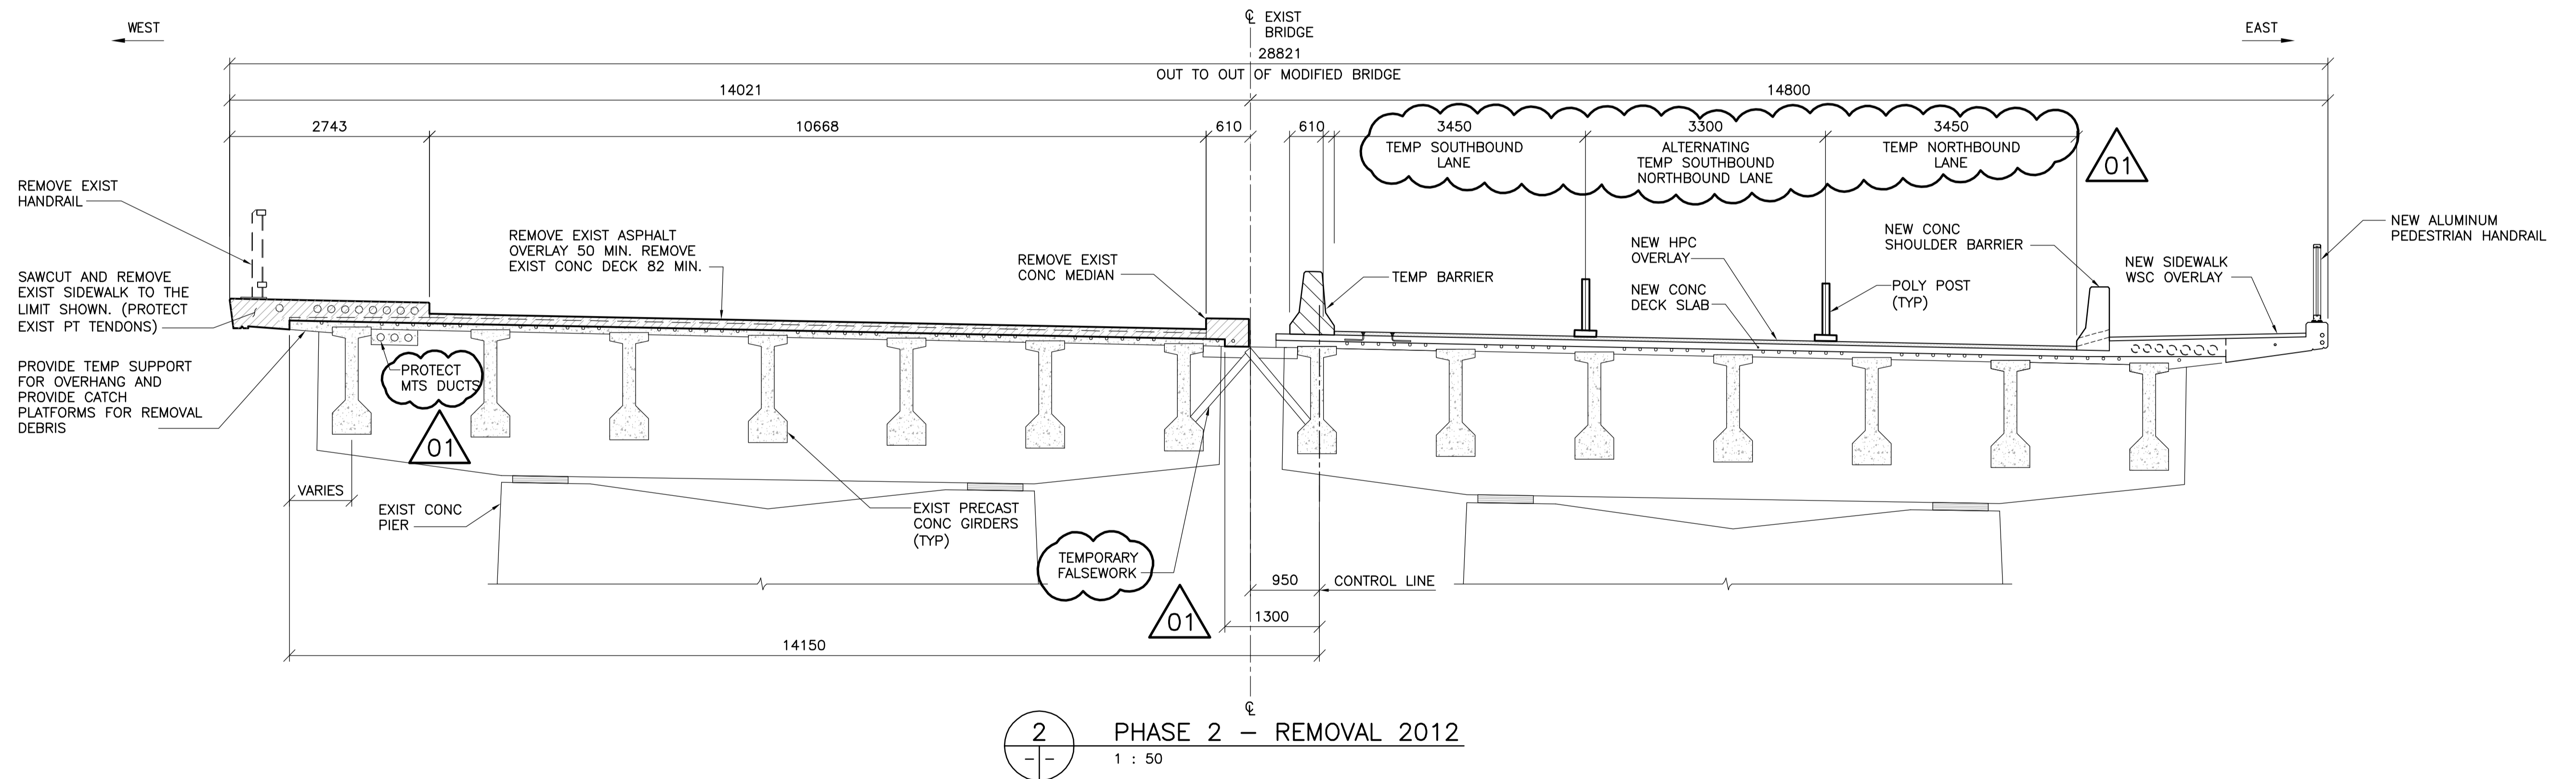 WEST
℄ EXIST
BRIDGE
EAST
28821
OUT TO OUT OF MODIFIED BRIDGE
14021
14800
2743
10668
610
610
3450
3300
3450
TEMP SOUTHBOUND
LANE
ALTERNATING
TEMP SOUTHBOUND
NORTHBOUND LANE
TEMP NORTHBOUND
LANE
01
REMOVE EXIST
HANDRAIL
SAWCUT AND REMOVE
EXIST SIDEWALK TO THE
LIMIT SHOWN. (PROTECT
EXIST PT TENDONS)
PROVIDE TEMP SUPPORT
FOR OVERHANG AND
PROVIDE CATCH
PLATFORMS FOR REMOVAL
DEBRIS
REMOVE EXIST ASPHALT
OVERLAY 50 MIN. REMOVE
EXIST CONC DECK 82 MIN.
REMOVE EXIST
CONC MEDIAN
TEMP BARRIER
NEW HPC
OVERLAY
NEW CONC
DECK SLAB
POLY POST
(TYP)
NEW CONC
SHOULDER BARRIER
NEW SIDEWALK
WSC OVERLAY
NEW ALUMINUM
PEDESTRIAN HANDRAIL
PROTECT
MTS DUCTS
01
VARIES
EXIST CONC
PIER
EXIST PRECAST
CONC GIRDERS
(TYP)
TEMPORARY
FALSEWORK
01
950
CONTROL LINE
1300
14150
℄
2
- -
PHASE 2 - REMOVAL 2012
1 : 50